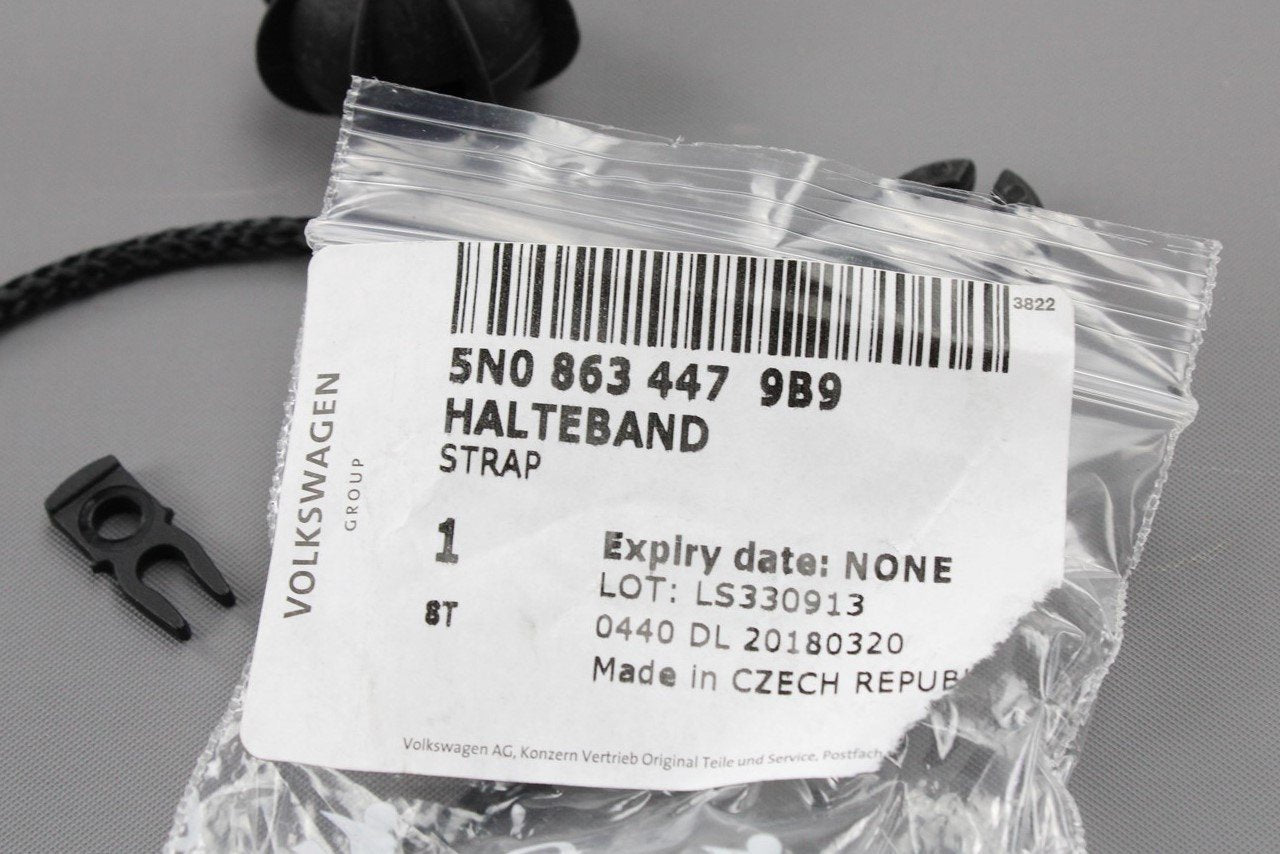 3822
5N0 863 447 9B9
HALTEBAND
STRAP
VOLKSWAGEN
GROUP
1
Expiry date: NONE
LOT: LS330913
8T
0440 DL 20180320
Made in CZECH REPUB
Volkswagen AG, Konzern Vertrieb Original Teile und Service, Postfach